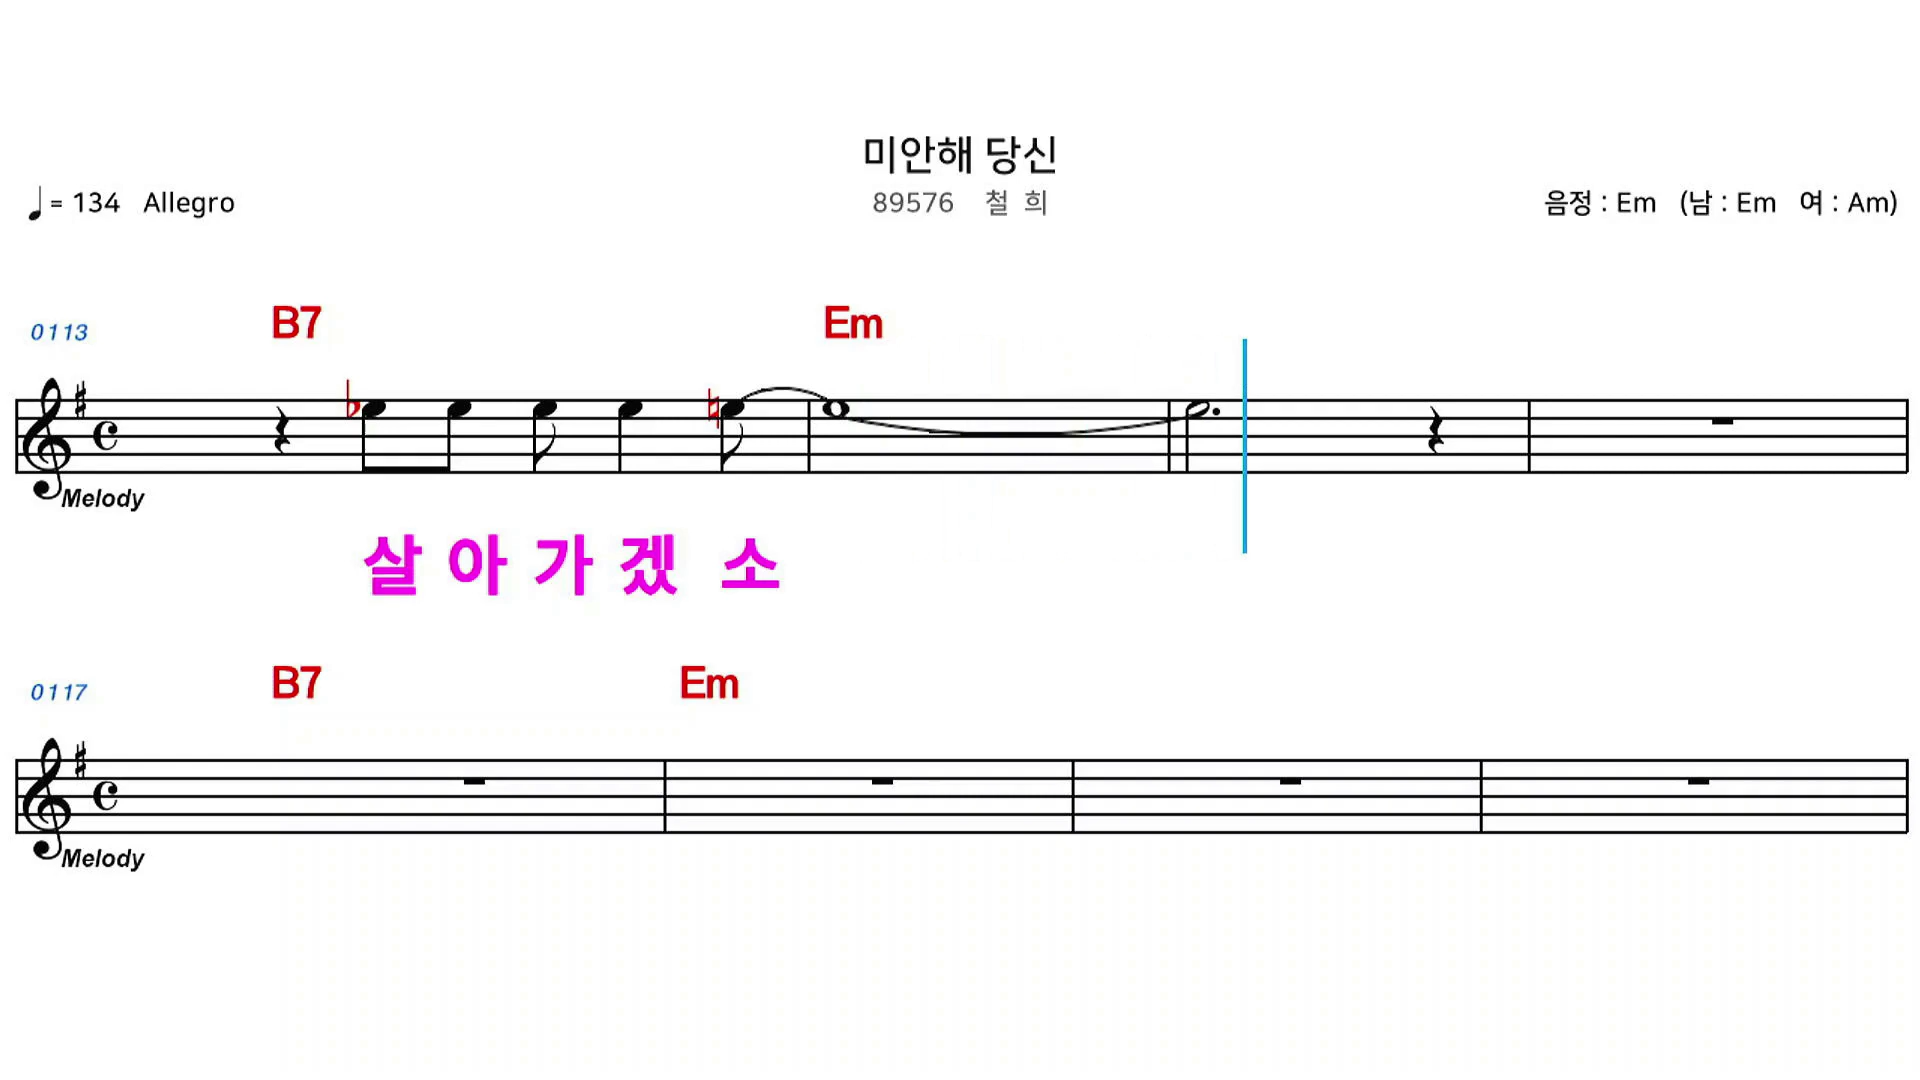 미안해 당신
♩= 134 Allegro
89576 철 희
음정 : Em (남 : Em 여 : Am)
0113
B7 Em
Melody
살 아 가 겠 소
0117
B7 Em
Melody